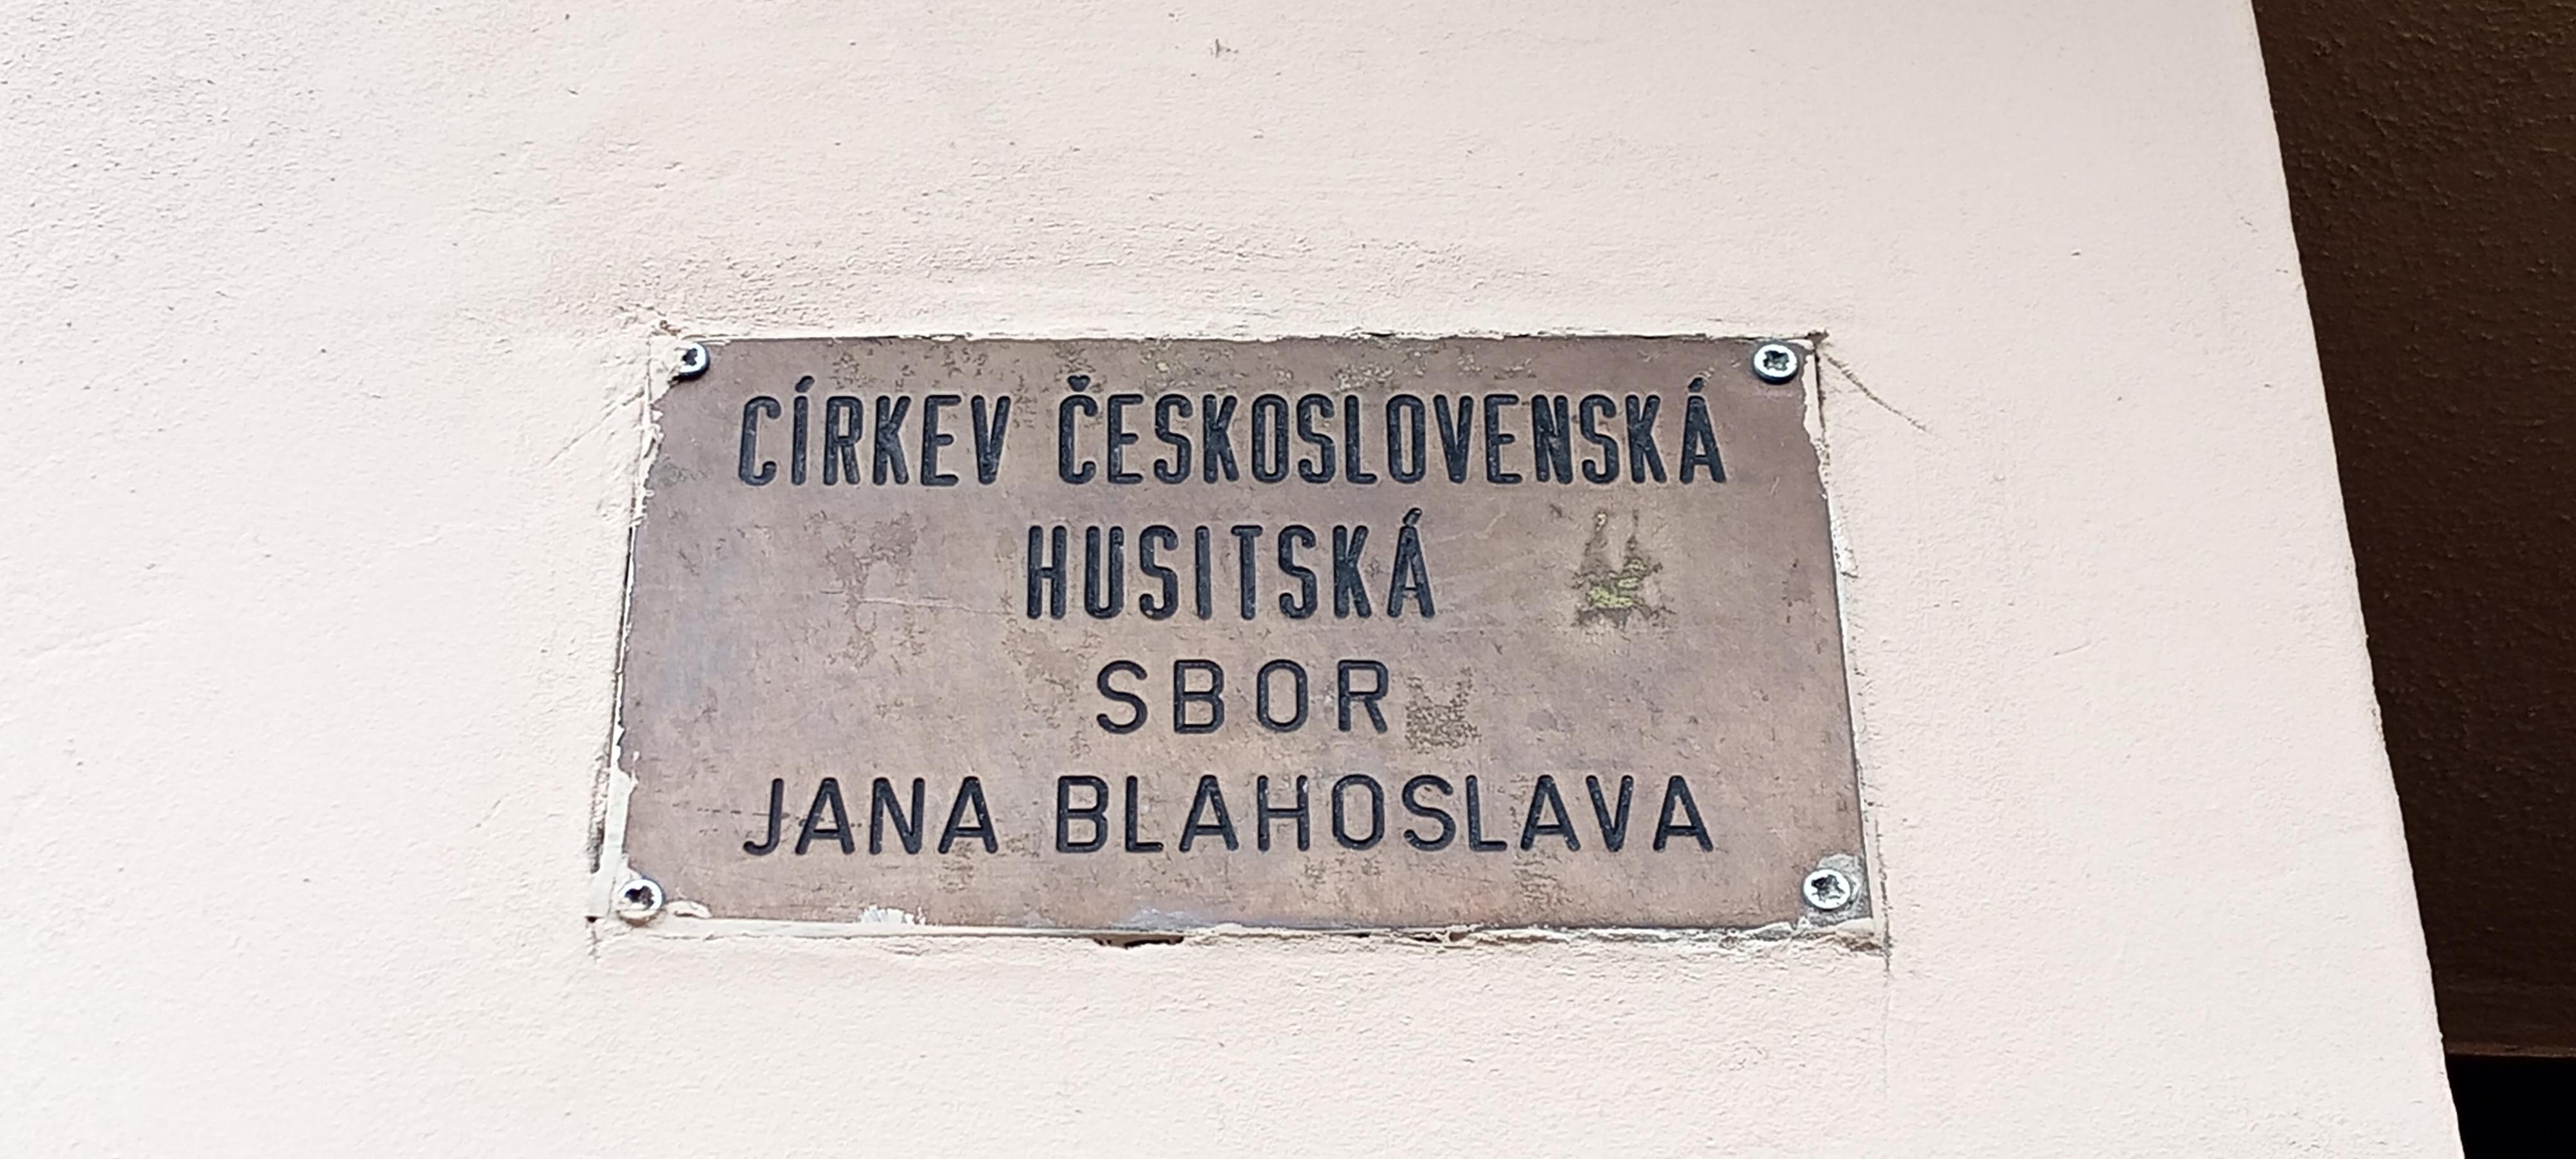 CÍRKEV ČESKOSLOVENSKÁ
HUSITSKÁ
SBOR
JANA BLAHOSLAVA